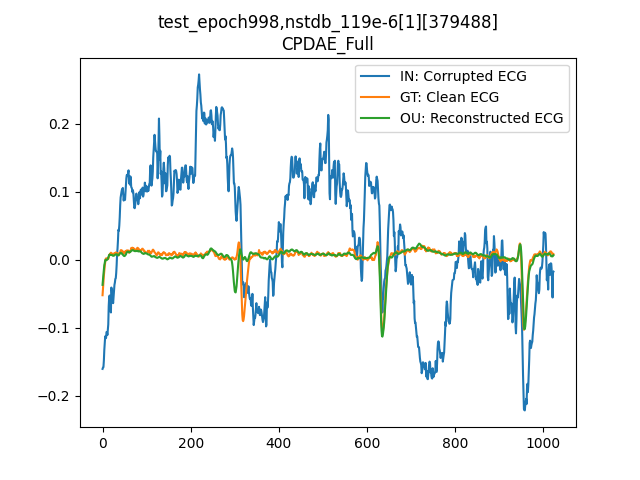 test_epoch998,nstdb_119e-6[1][379488]
CPDAE_Full
IN: Corrupted ECG
GT: Clean ECG
OU: Reconstructed ECG
0.2
0.1
0.0
−0.1
−0.2
0 200 400 600 800 1000